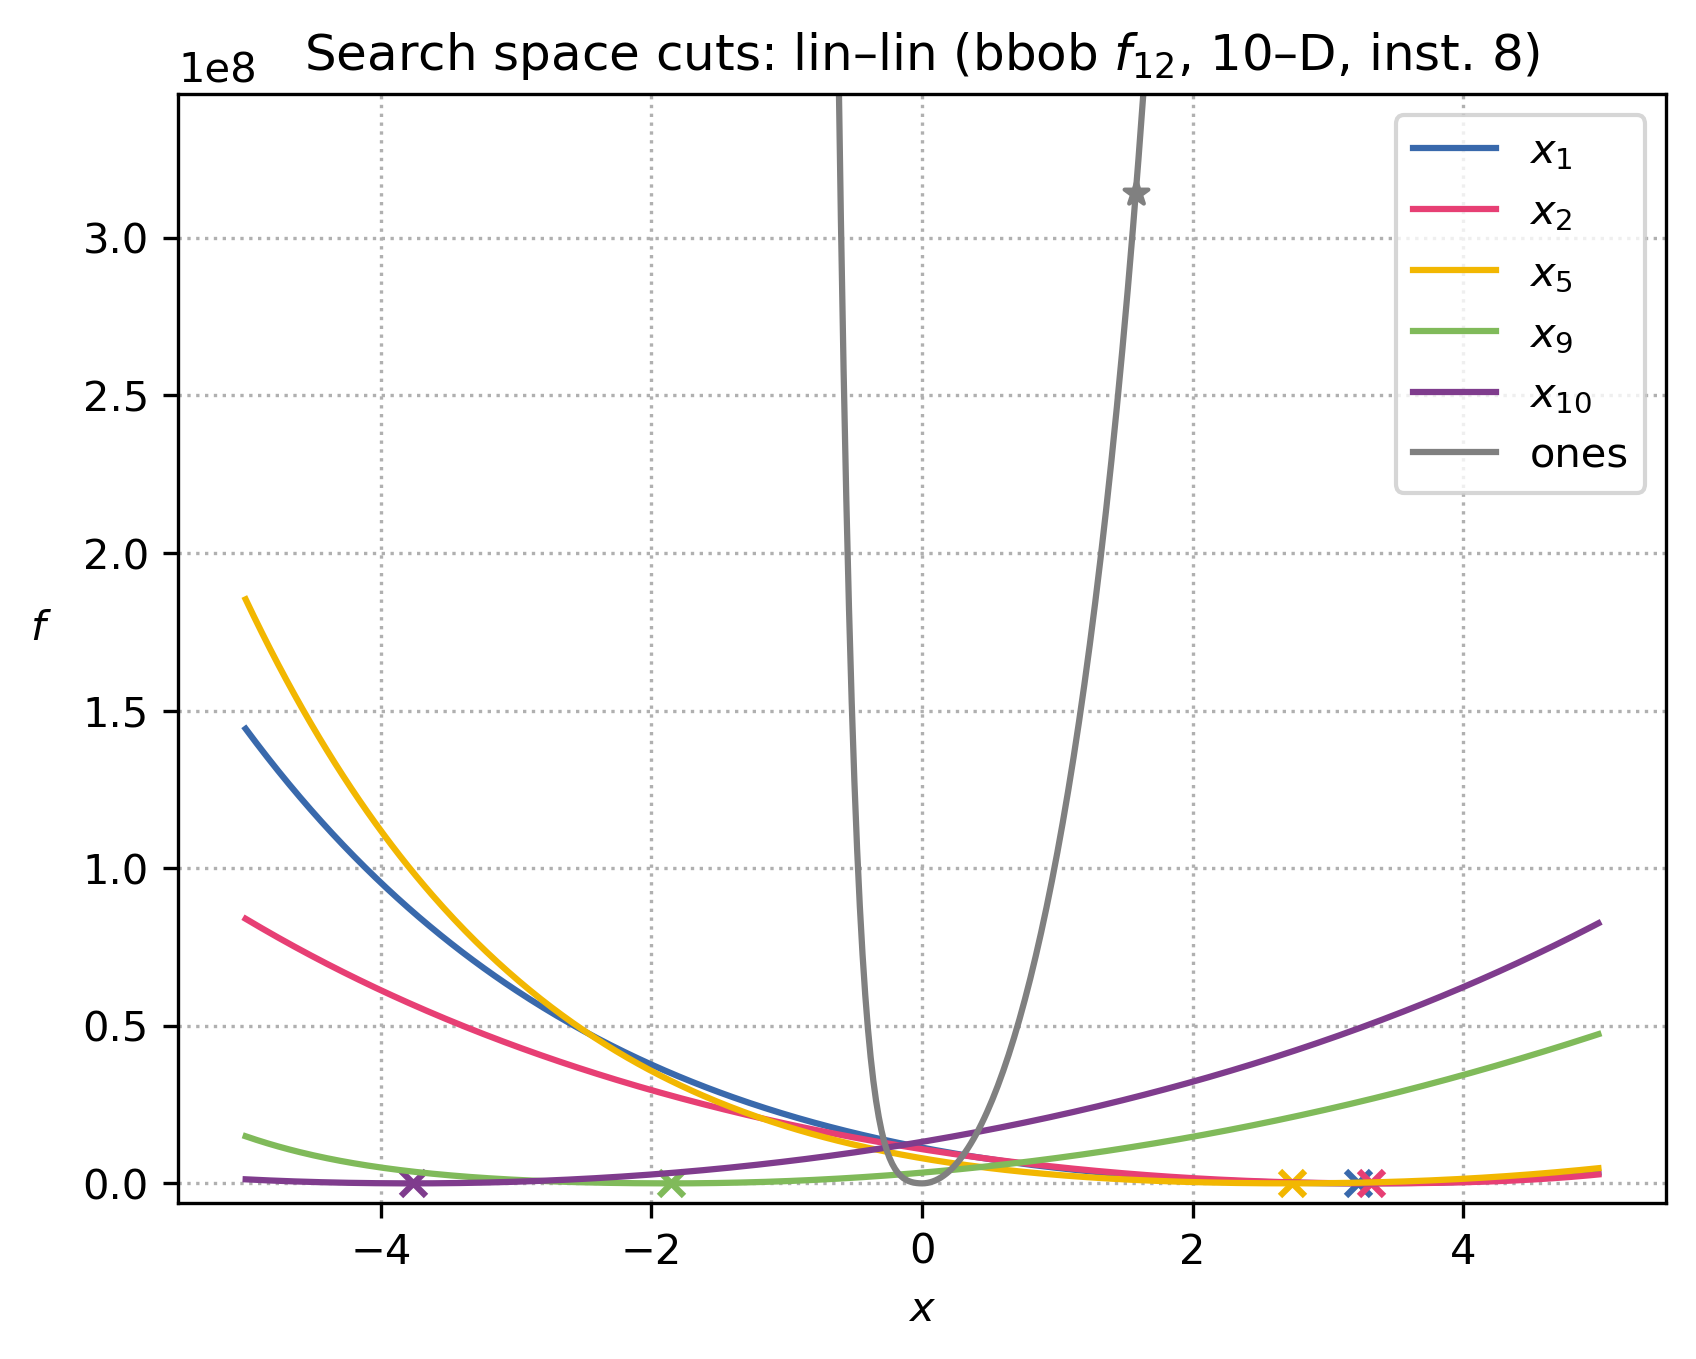 1e8
Search space cuts: lin–lin (bbob f₁₂, 10–D, inst. 8)
x₁
x₂
x₅
x₉
x₁₀
ones
3.0
2.5
2.0
1.5
1.0
0.5
0.0
f
−4
−2
0
2
4
x